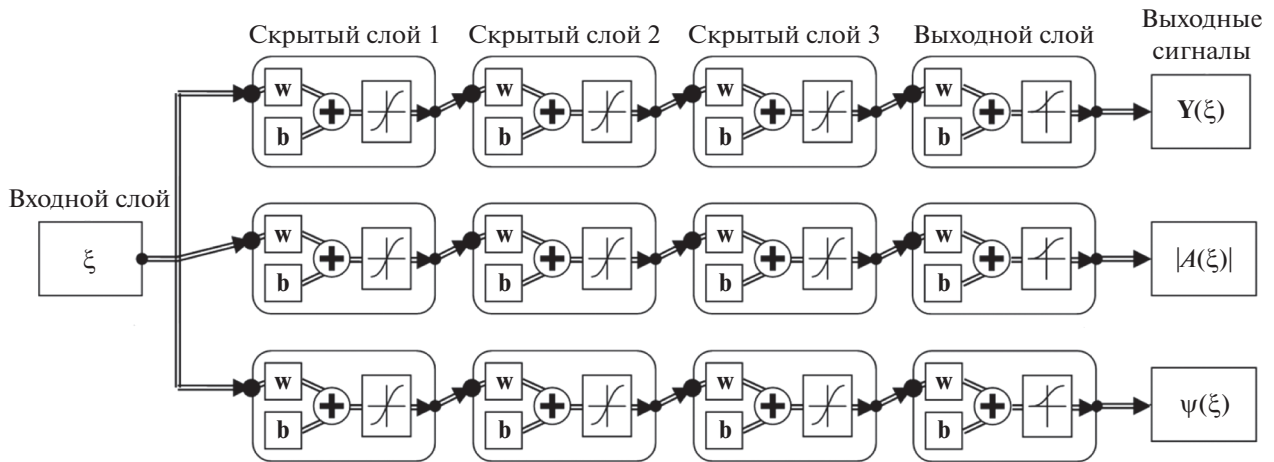 Скрытый слой 1 Скрытый слой 2 Скрытый слой 3 Выходной слой Выходные сигналы
w w w w
b b b b
Y(ξ)
Входной слой
ξ
w w w w
b b b b
|A(ξ)|
w w w w
b b b b
ψ(ξ)